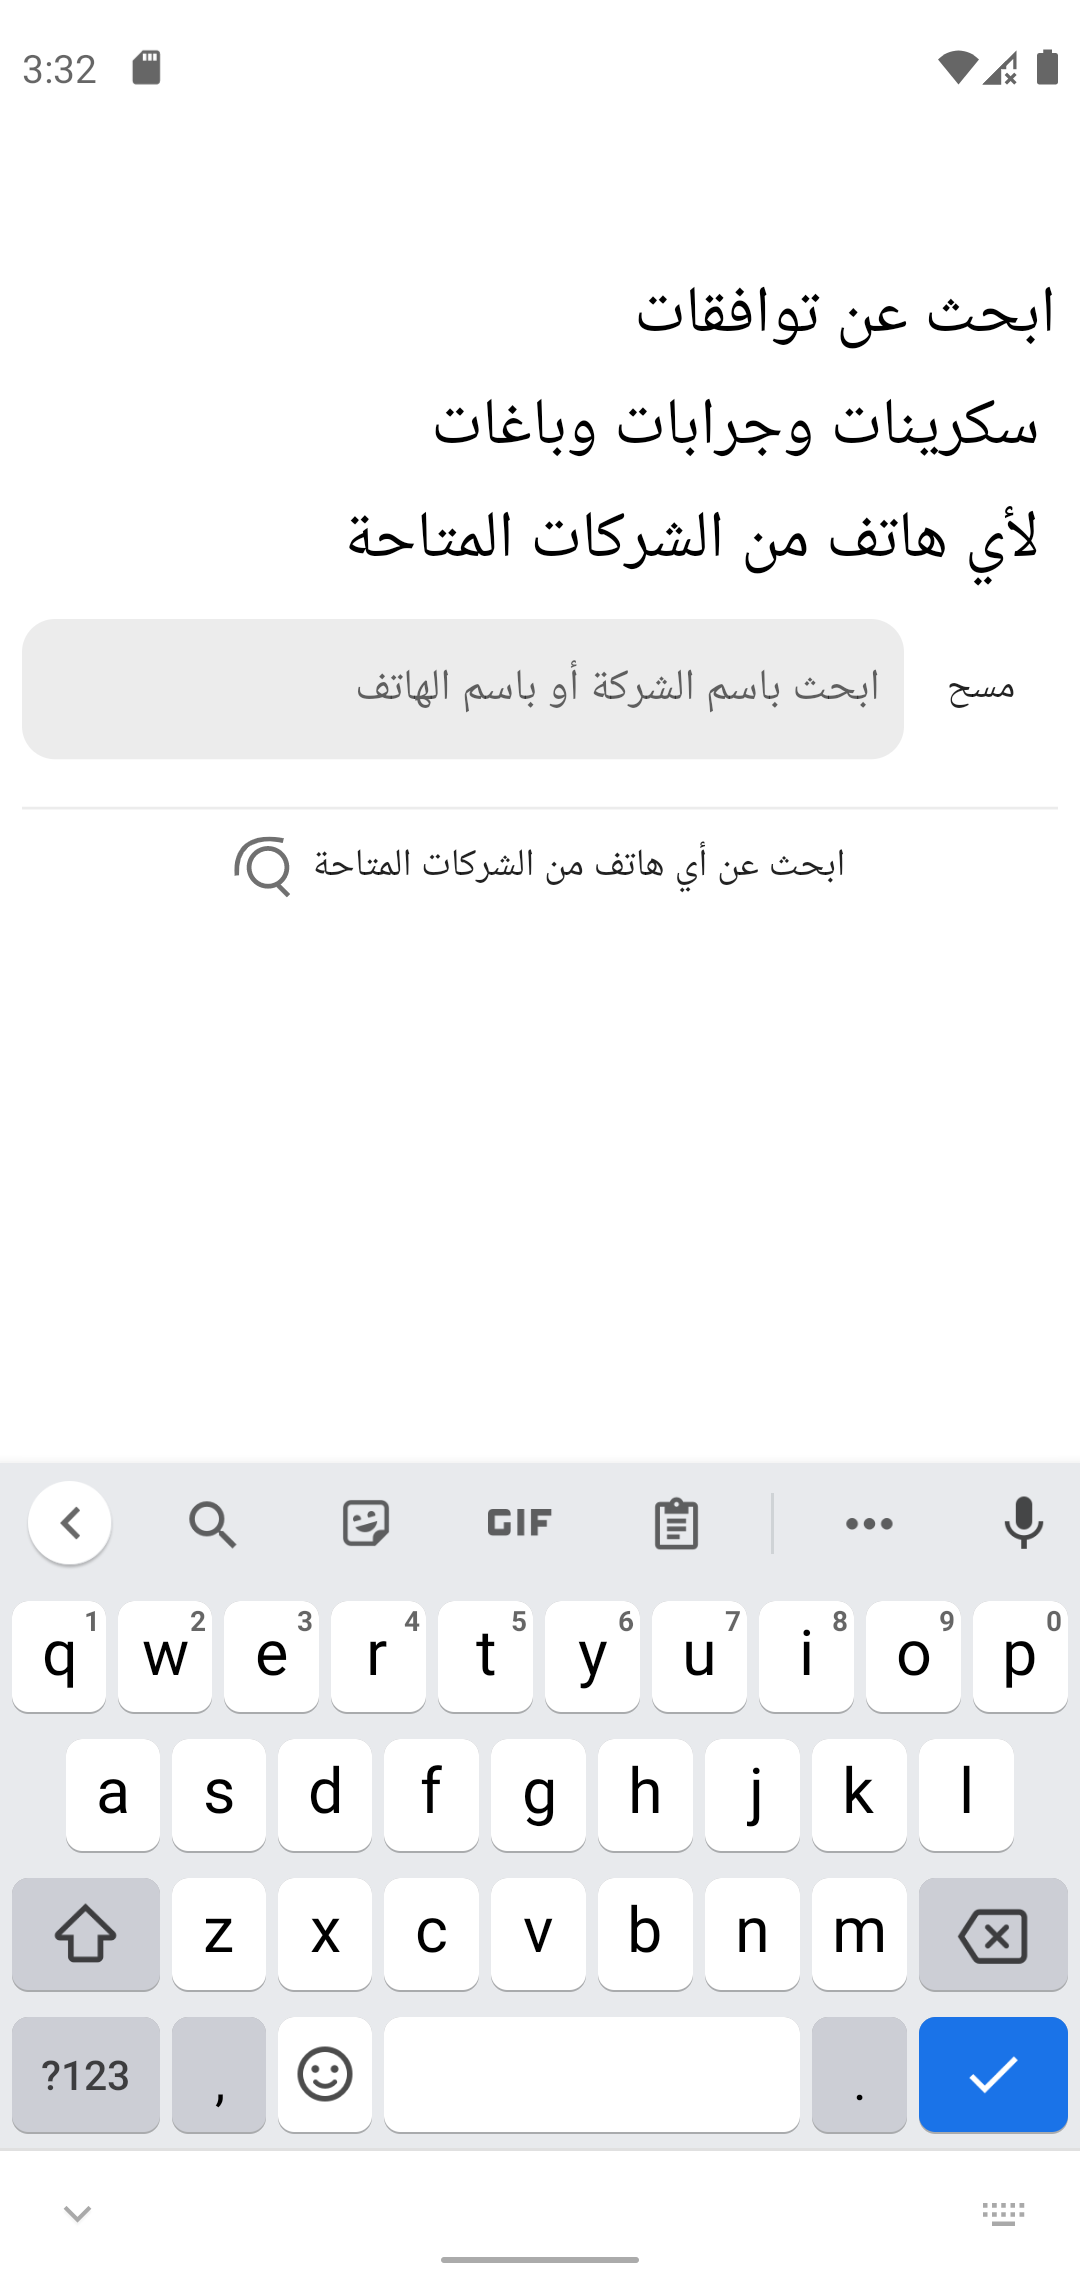 3:32
ابحث عن توافقات
سكرينات وجرابات وباغات
لأي هاتف من الشركات المتاحة
ابحث باسم الشركة أو باسم الهاتف
مسح
ابحث عن أي هاتف من الشركات المتاحة
GIF
1 2 3 4 5 6 7 8 9 0
q w e r t y u i o p
a s d f g h j k l
z x c v b n m
?123 , .